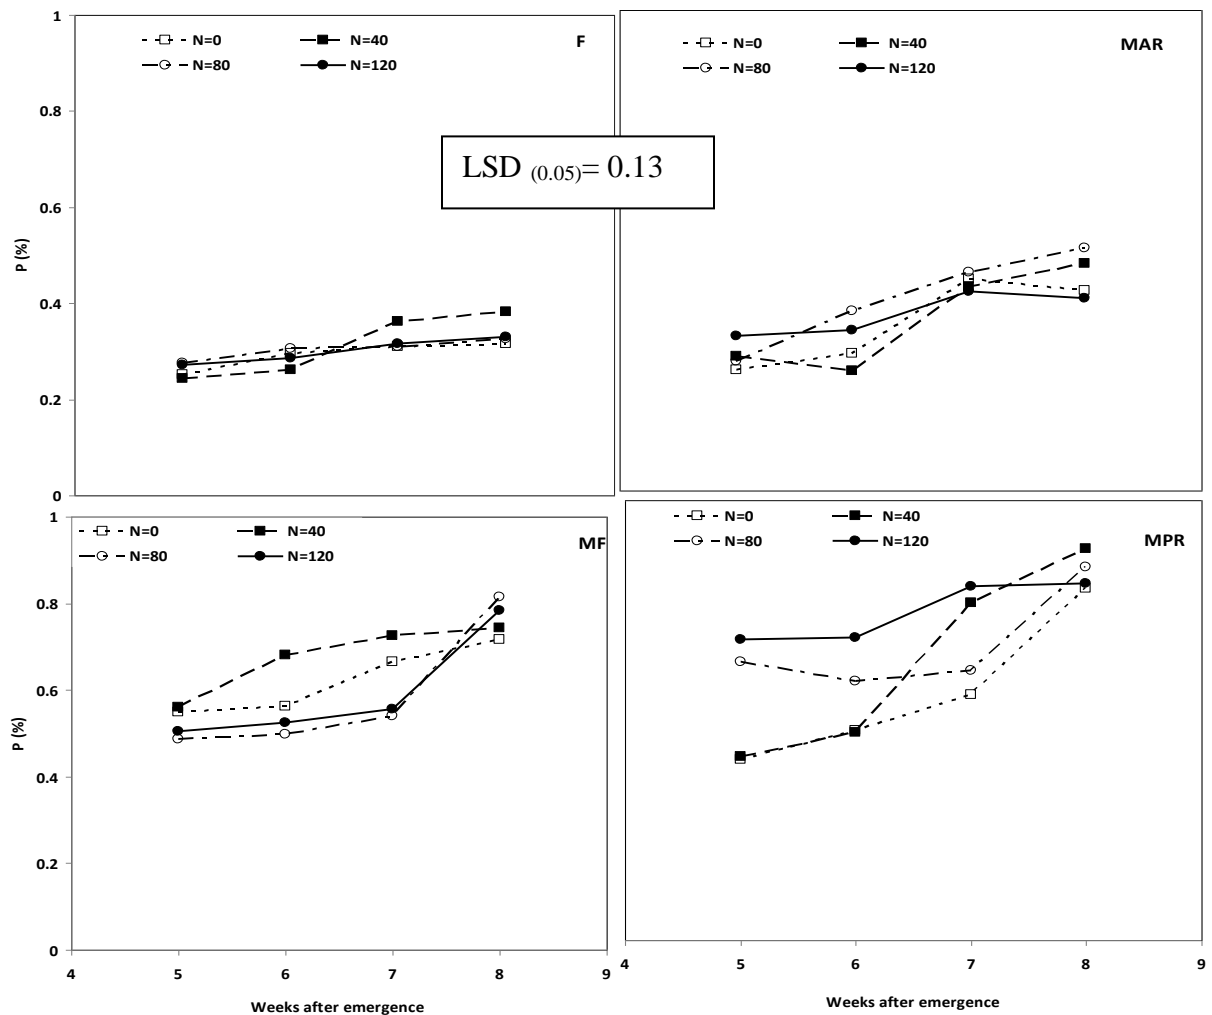 1
N=0
N=40
F
N=80
N=120
N=0
N=40
MAR
N=80
N=120
0.8
LSD (0.05)= 0.13
0.6
P (%)
0.4
0.2
0
1
N=0
N=40
MF
N=80
N=120
N=0
N=40
MPR
N=80
N=120
0.8
0.6
P (%)
0.4
0.2
0
4 5 6 7 8 9
Weeks after emergence
4 5 6 7 8 9
Weeks after emergence